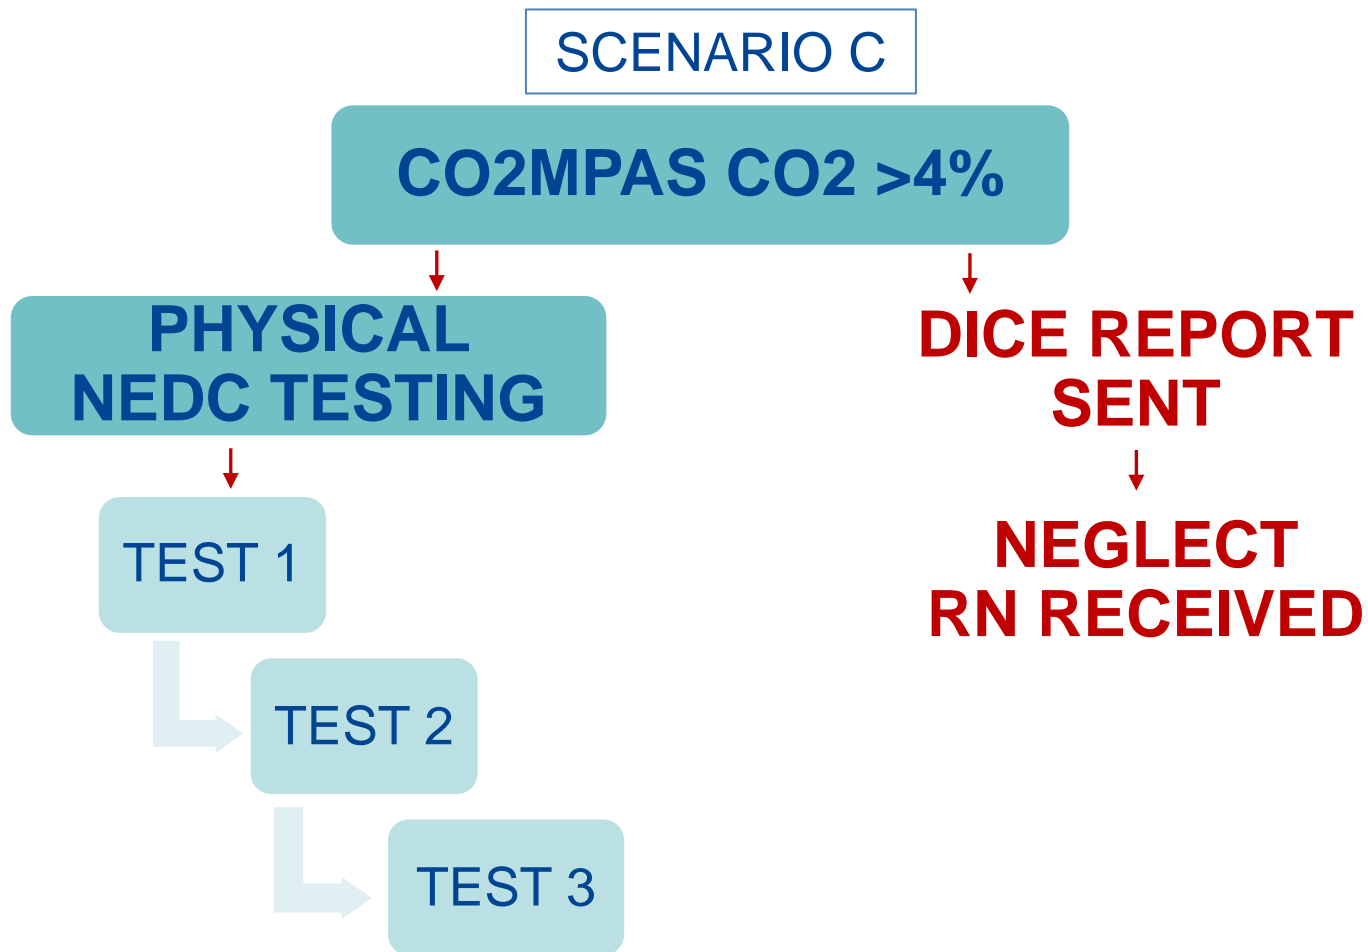 SCENARIO C
CO2MPAS CO2 >4%
PHYSICAL
NEDC TESTING
DICE REPORT
SENT
TEST 1
NEGLECT
RN RECEIVED
TEST 2
TEST 3